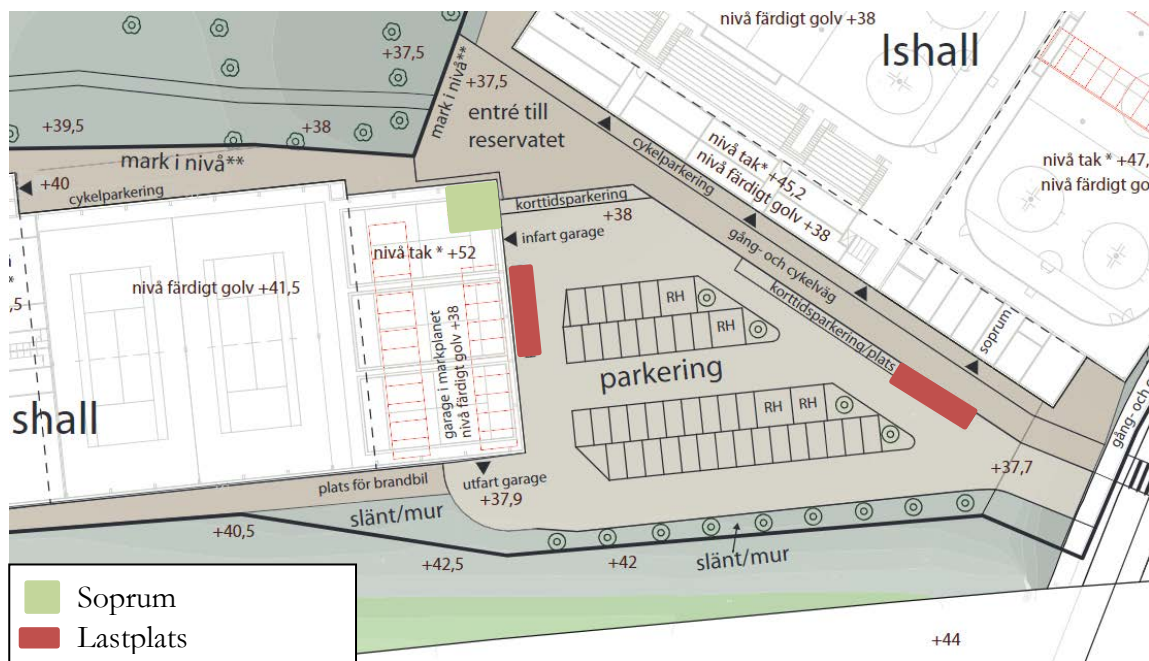 nivå färdigt golv +38
Ishall
+37,5
+37,5
mark i nivå**
entré till
reservatet
+39,5
+38
mark i nivå**
+40
cykelparkering
cykelparkering
nivå tak* +45,2
nivå färdigt golv +38
nivå tak * +47,
nivå färdigt go
korttidsparkering
+38
infart garage
nivå tak * +52
nivå färdigt golv +41,5
garage i markplanet
nivå färdigt golv +38
gång- och cykelväg
korttidsparkering/plats
soprum
RH
RH
parkering
RH
RH
,5
shall
utfart garage
+37,9
plats för brandbil
slänt/mur
+37,7
gång- och
+40,5
+42,5
+42
slänt/mur
+44
Soprum
Lastplats